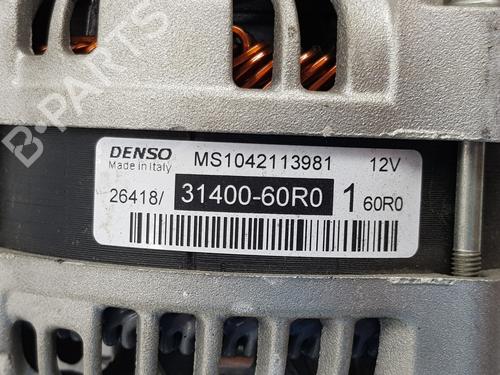 B-PARTS
DENSO MS1042113981 12V
Made in Italy
26418/ 31400-60R0 1 60R0